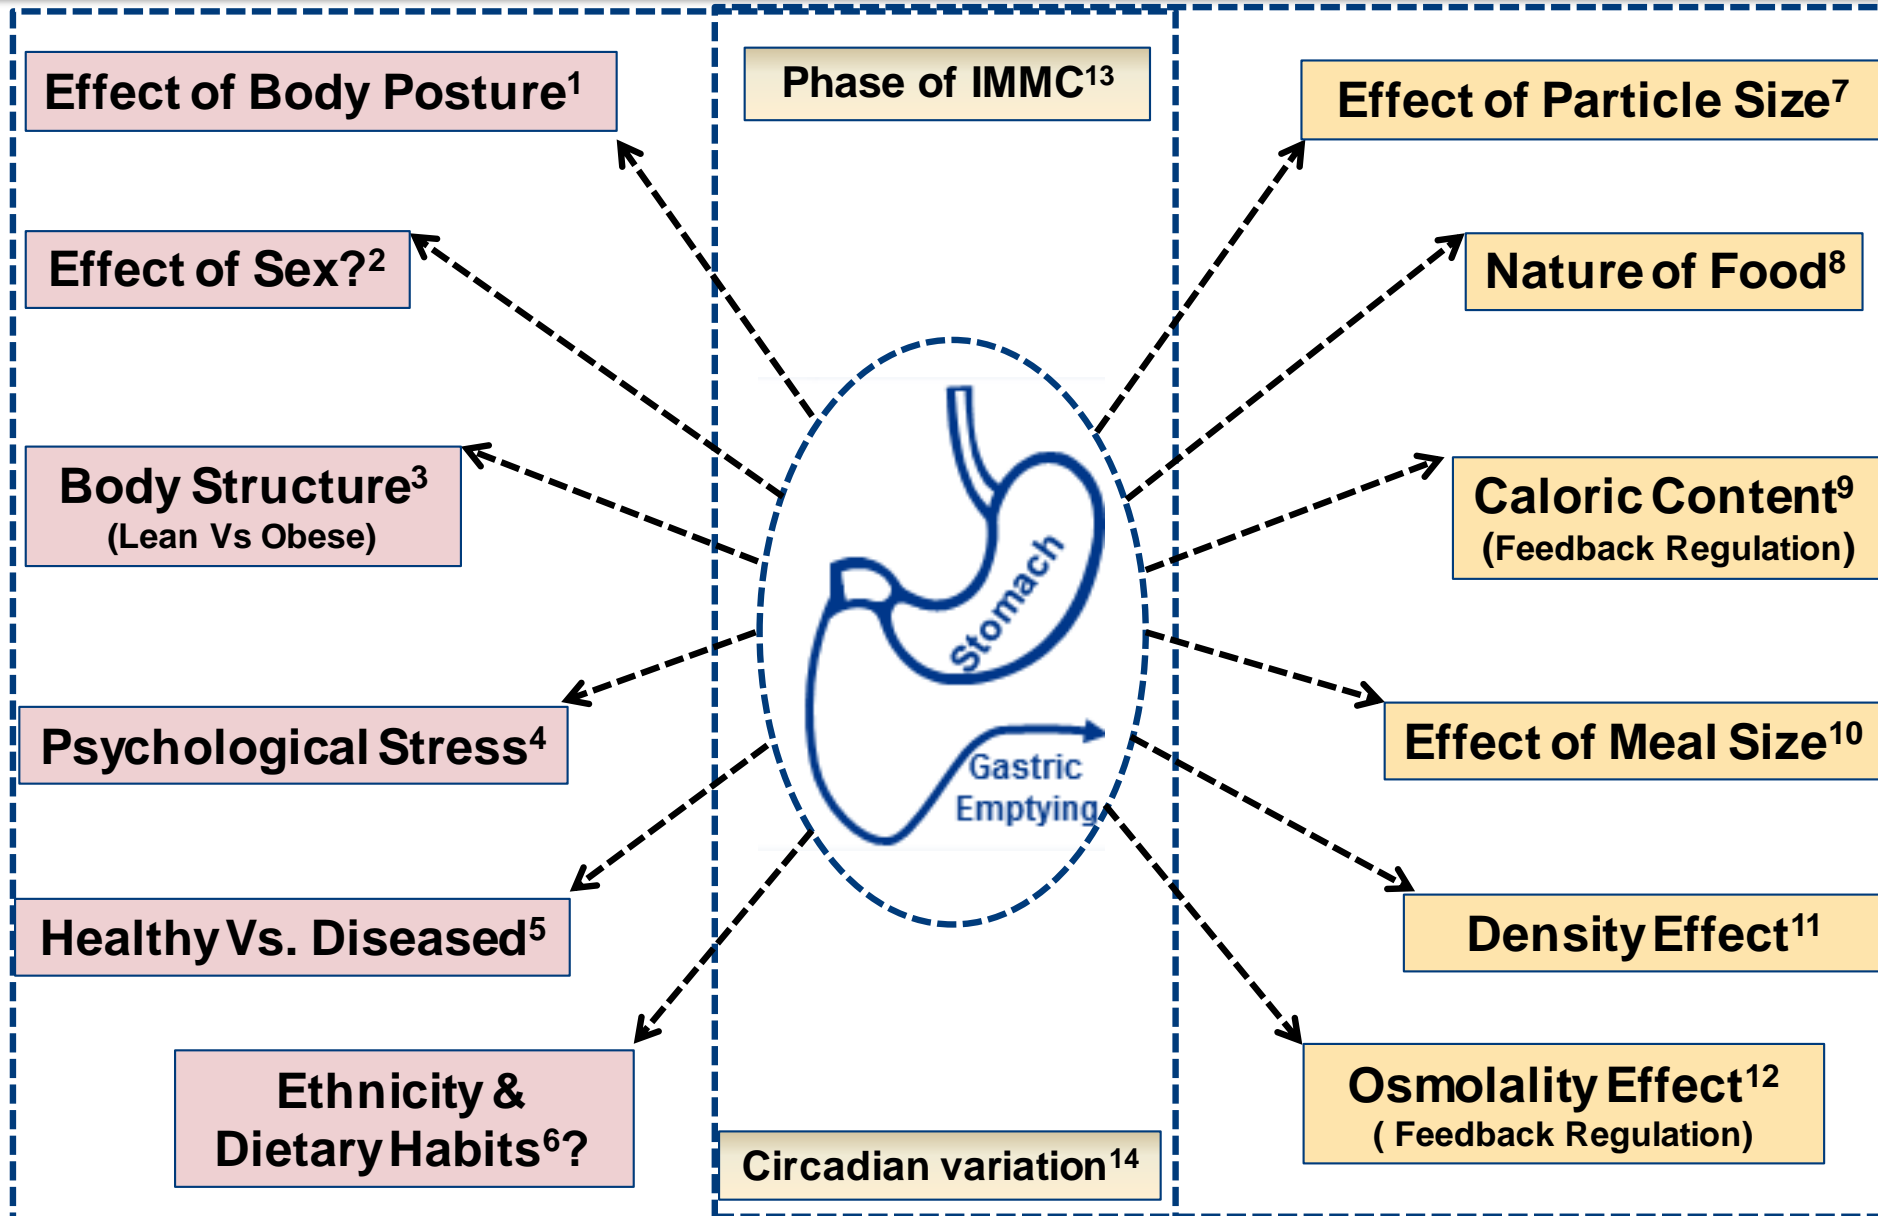 Effect of Body Posture¹
Effect of Sex?²
Body Structure³
(Lean Vs Obese)
Psychological Stress⁴
Healthy Vs. Diseased⁵
Ethnicity &
Dietary Habits⁶?
Phase of IMMC¹³
Stomach
Gastric
Emptying
Circadian variation¹⁴
Effect of Particle Size⁷
Nature of Food⁸
Caloric Content⁹
(Feedback Regulation)
Effect of Meal Size¹⁰
Density Effect¹¹
Osmolality Effect¹²
( Feedback Regulation)